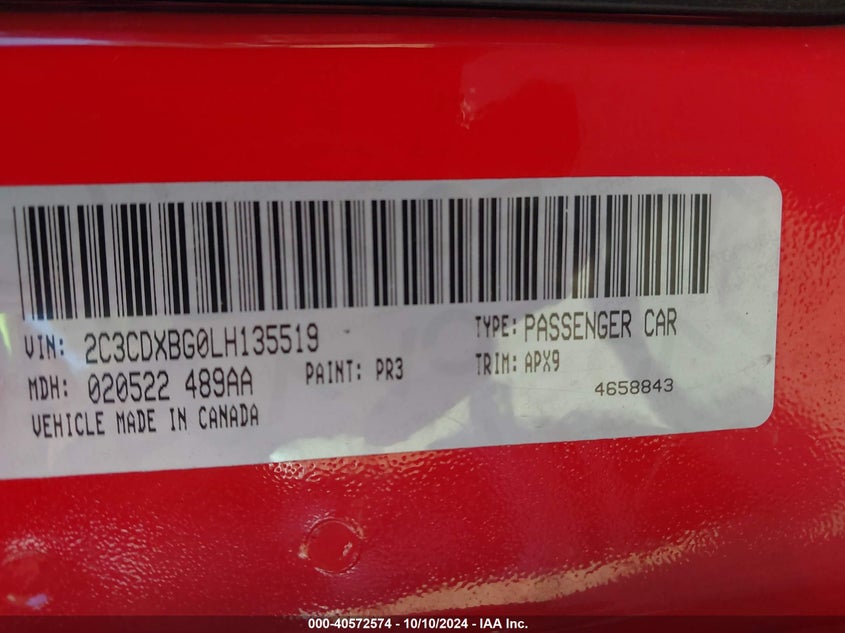 VIN: 2C3CDXBG0LH135519
TYPE: PASSENGER CAR
MDH: 020522 489AA
PAINT: PR3
TRIM: APX9
VEHICLE MADE IN CANADA
4658843
000-40572574 - 10/10/2024 - IAA Inc.